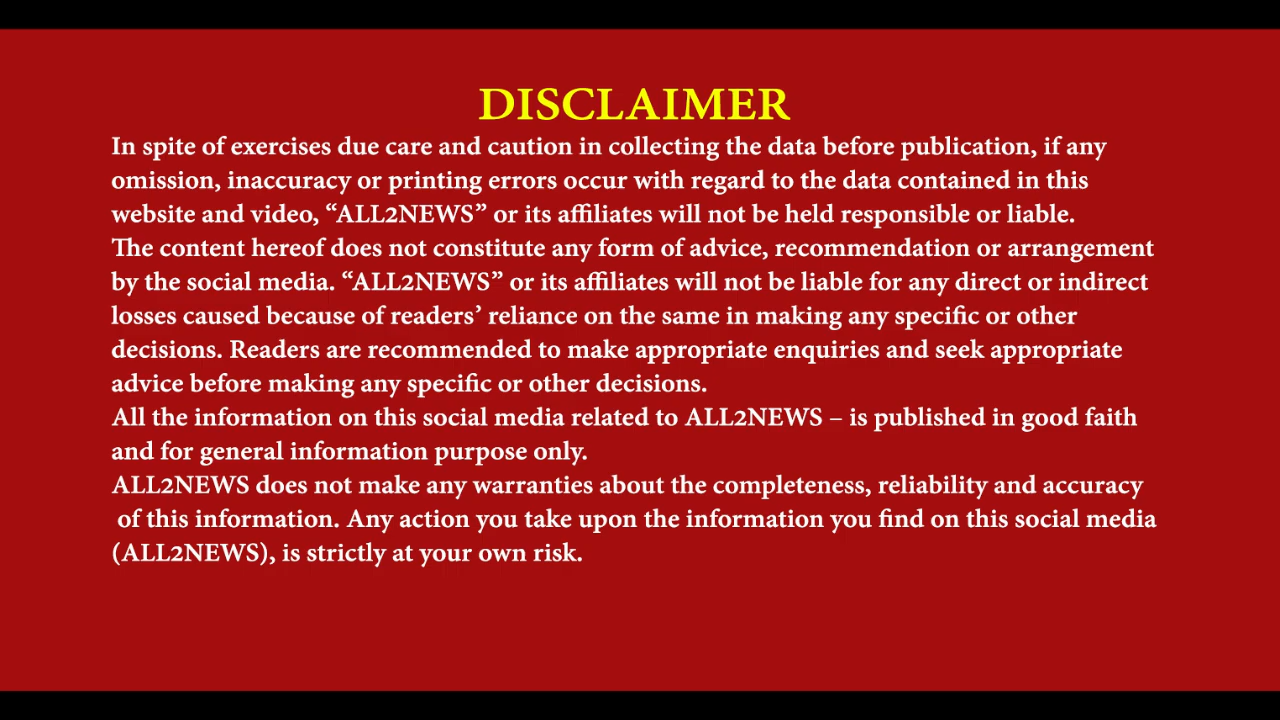 DISCLAIMER
In spite of exercises due care and caution in collecting the data before publication, if any
omission, inaccuracy or printing errors occur with regard to the data contained in this
website and video, “ALL2NEWS” or its affiliates will not be held responsible or liable.
The content hereof does not constitute any form of advice, recommendation or arrangement
by the social media. “ALL2NEWS” or its affiliates will not be liable for any direct or indirect
losses caused because of readers’ reliance on the same in making any specific or other
decisions. Readers are recommended to make appropriate enquiries and seek appropriate
advice before making any specific or other decisions.
All the information on this social media related to ALL2NEWS – is published in good faith
and for general information purpose only.
ALL2NEWS does not make any warranties about the completeness, reliability and accuracy
of this information. Any action you take upon the information you find on this social media
(ALL2NEWS), is strictly at your own risk.